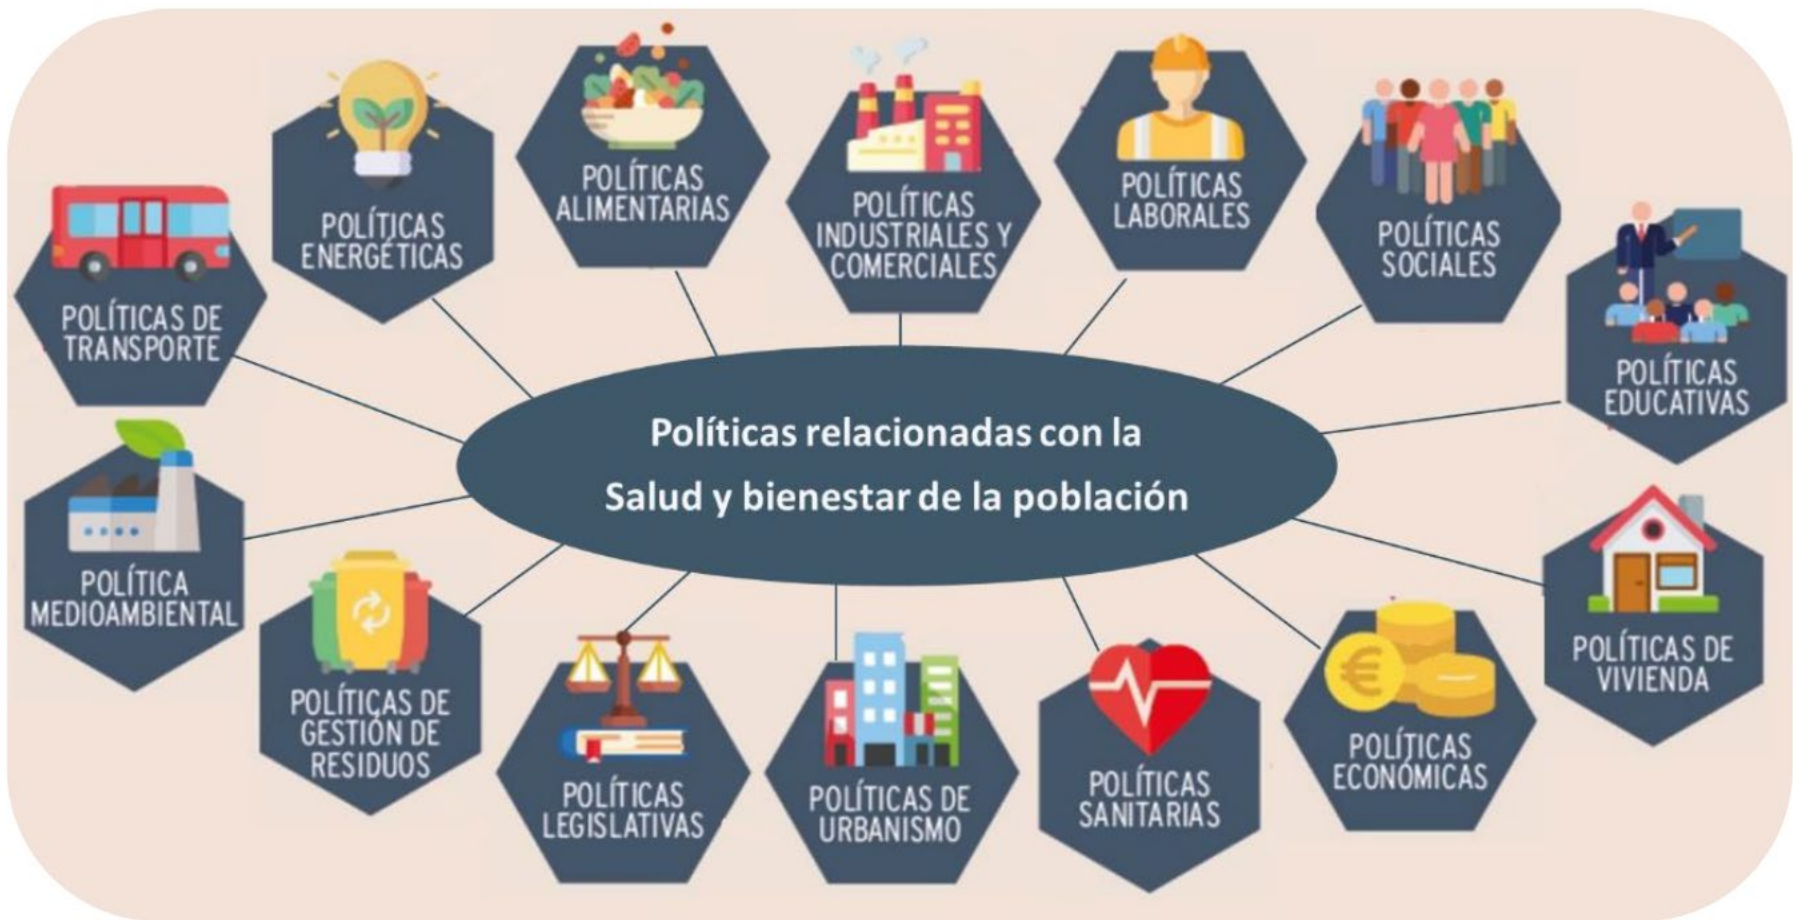 POLÍTICAS DE
TRANSPORTE
POLÍTICAS
ENERGÉTICAS
POLÍTICAS
ALIMENTARIAS
POLÍTICAS
INDUSTRIALES Y
COMERCIALES
POLÍTICAS
LABORALES
POLÍTICAS
SOCIALES
POLÍTICAS
EDUCATIVAS
Políticas relacionadas con la
Salud y bienestar de la población
POLÍTICA
MEDIOAMBIENTAL
POLÍTICAS DE
GESTIÓN DE
RESIDUOS
POLÍTICAS
LEGISLATIVAS
POLÍTICAS DE
URBANISMO
POLÍTICAS
SANITARIAS
€
POLÍTICAS
ECONÓMICAS
POLÍTICAS DE
VIVIENDA